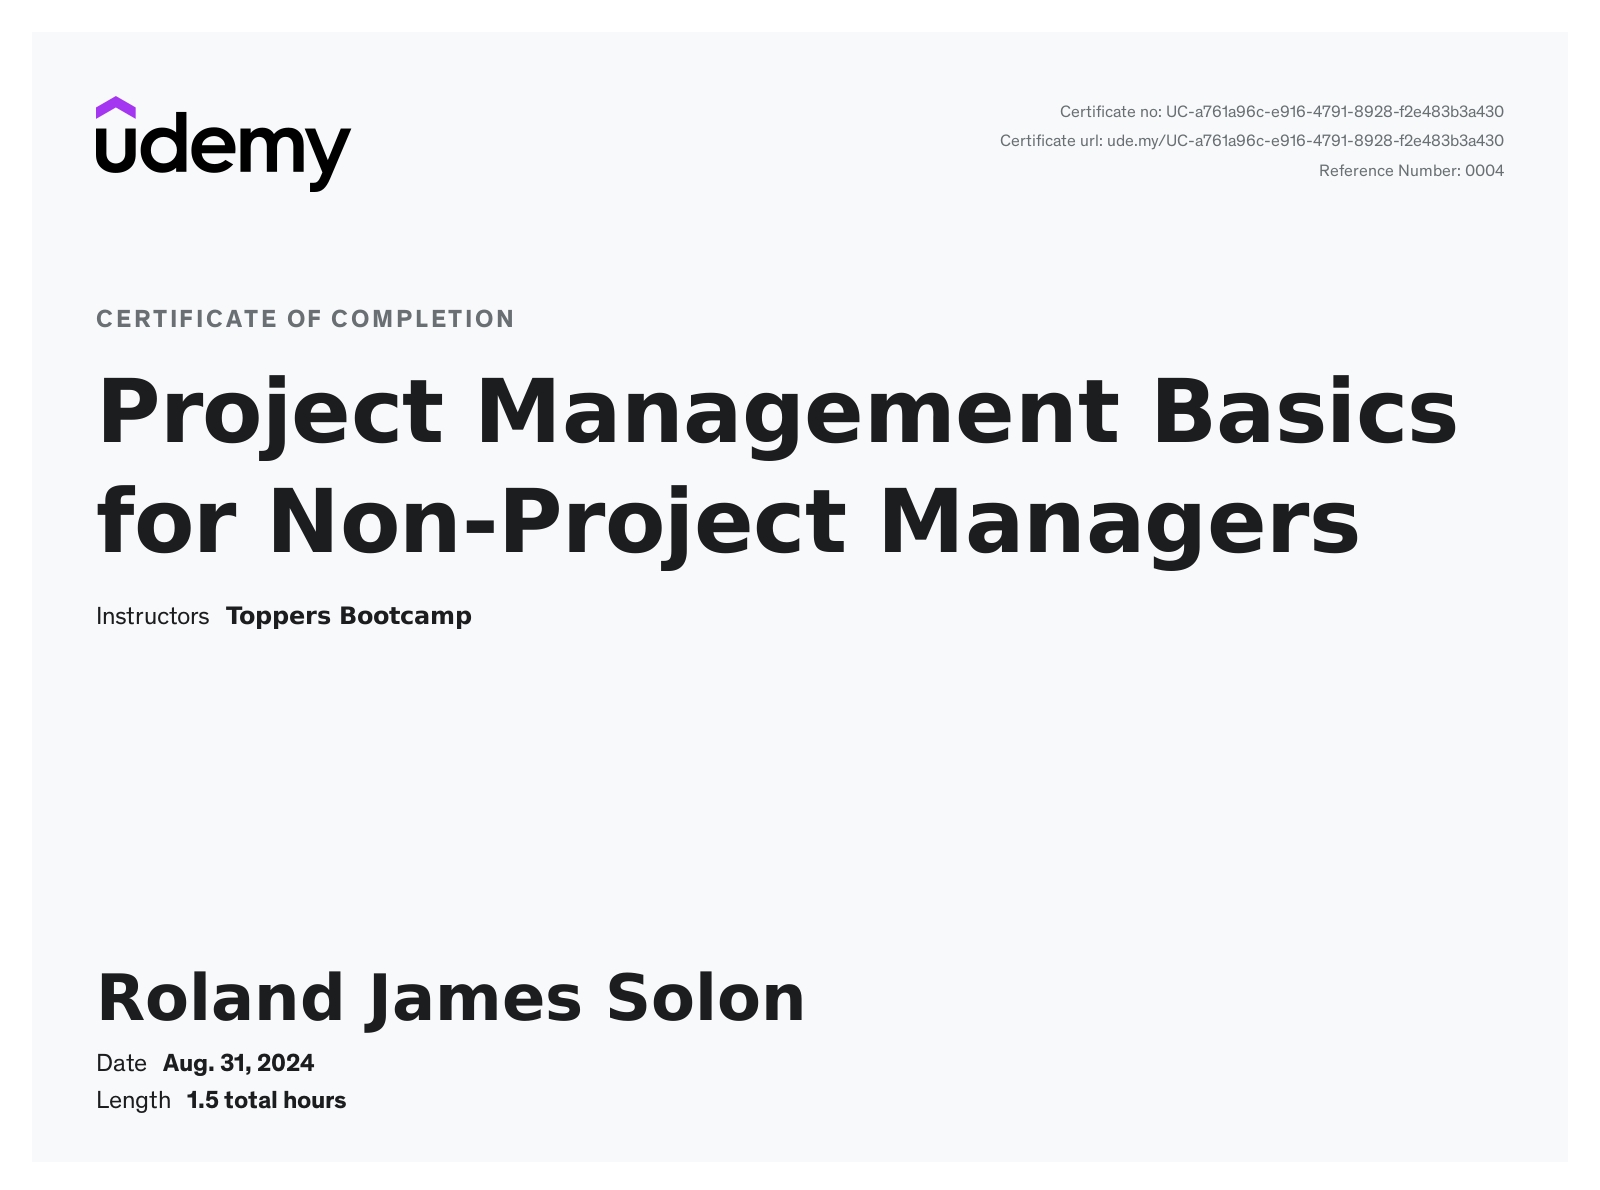 udemy
Certificate no: UC-a761a96c-e916-4791-8928-f2e483b3a430
Certificate url: ude.my/UC-a761a96c-e916-4791-8928-f2e483b3a430
Reference Number: 0004
CERTIFICATE OF COMPLETION
Project Management Basics
for Non-Project Managers
Instructors Toppers Bootcamp
Roland James Solon
Date Aug. 31, 2024
Length 1.5 total hours